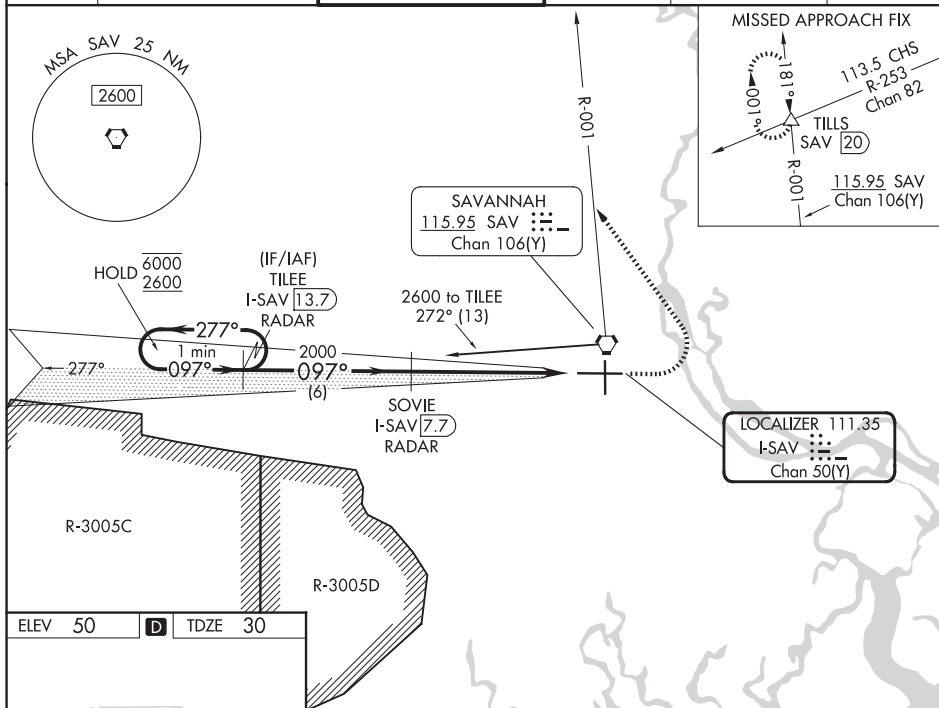 MSA SAV 25 NM
2600
MISSED APPROACH FIX
181°
001°
113.5 CHS
R-253
Chan 82
TILLS
SAV 20
R-001
115.95 SAV
Chan 106(Y)
R-001
SAVANNAH
115.95 SAV
Chan 106(Y)
HOLD 6000
2600
(IF/IAF)
TILEE
I-SAV 13.7
RADAR
2600 to TILEE
272° (13)
277°
1 min
097°
277°
2000
097°
(6)
SOVIE
I-SAV 7.7
RADAR
LOCALIZER 111.35
I-SAV
Chan 50(Y)
R-3005C
R-3005D
ELEV 50 D TDZE 30